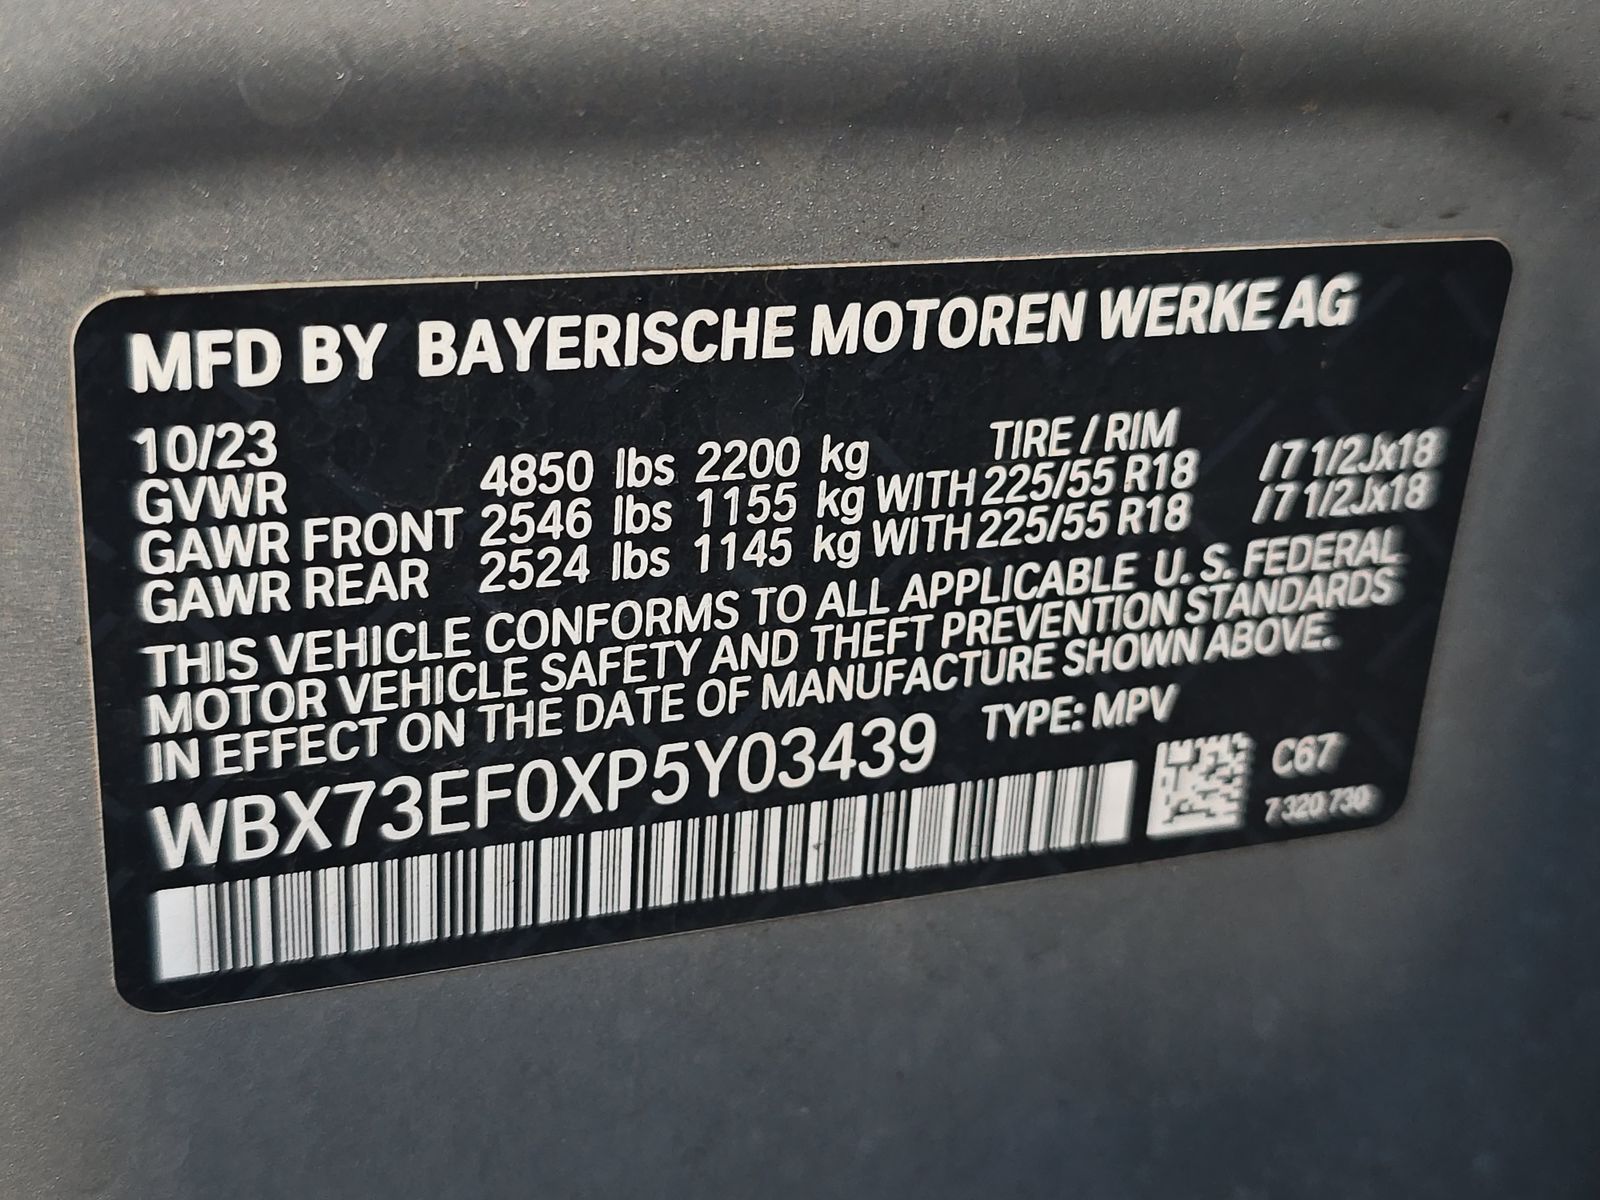 MFD BY BAYERISCHE MOTOREN WERKE AG
10/23 TIRE / RIM
GVWR 4850 lbs 2200 kg
GAWR FRONT 2546 lbs 1155 kg WITH 225/55 R18 /7 1/2Jx18
GAWR REAR 2524 lbs 1145 kg WITH 225/55 R18 /7 1/2Jx18
THIS VEHICLE CONFORMS TO ALL APPLICABLE U. S. FEDERAL
MOTOR VEHICLE SAFETY AND THEFT PREVENTION STANDARDS
IN EFFECT ON THE DATE OF MANUFACTURE SHOWN ABOVE.
WBX73EF0XP5Y03439 TYPE: MPV
C67
7 320 730